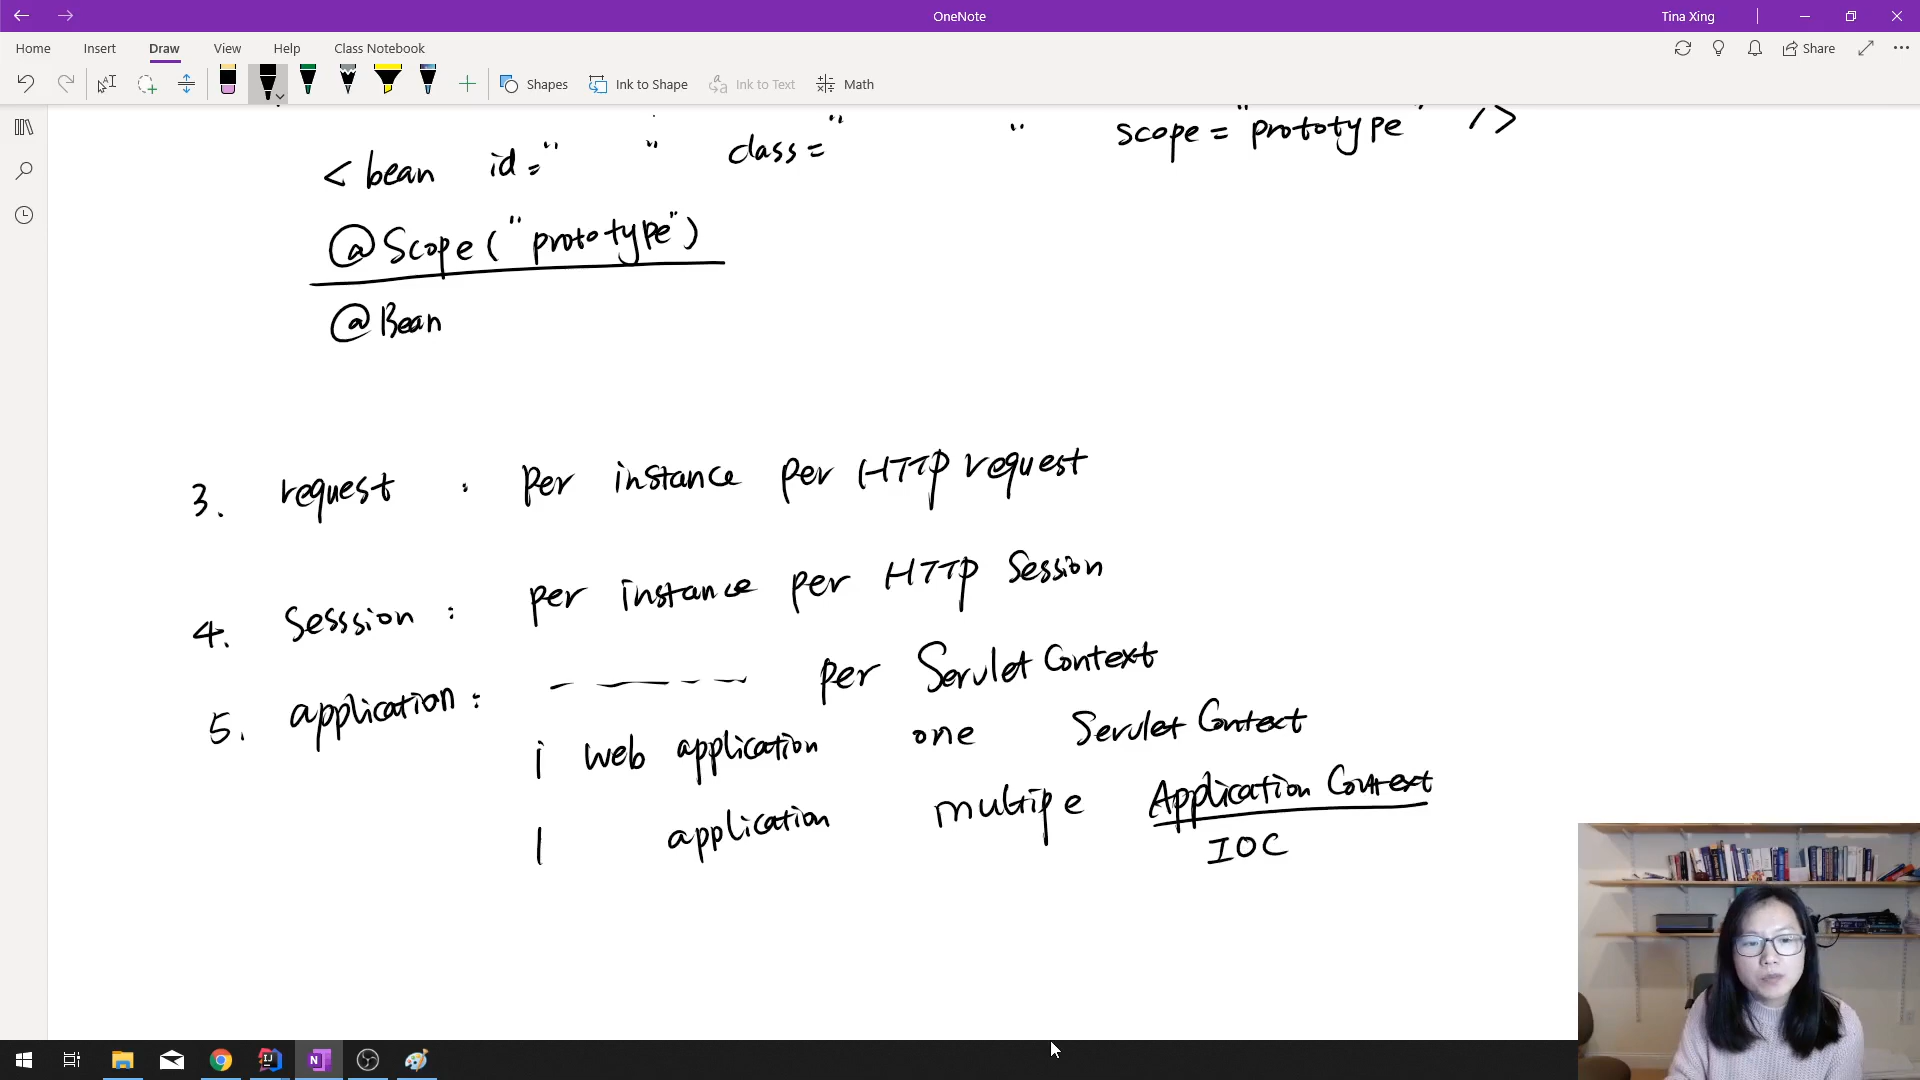 OneNote
Tina Xing
Home Insert Draw View Help Class Notebook
Share
Shapes Ink to Shape Ink to Text Math
< bean id=" " class=" " scope="prototype" />
@Scope("prototype")
@Bean
3. request : per instance per HTTP request
4. Sesssion : per instance per HTTP Session
5. application : - - - - - per Servlet Context
1 web application one Servlet Context
1 application multipe Application Context
IOC